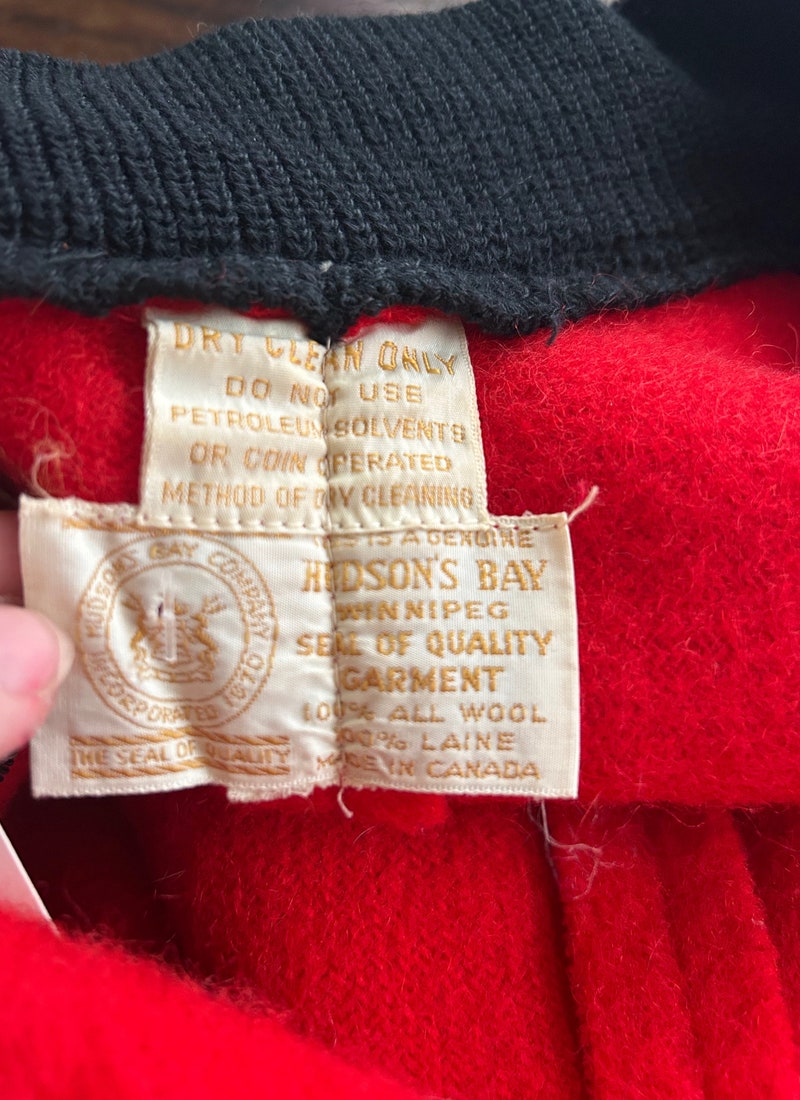 DRY CLEAN ONLY
DO NOT USE
PETROLEUM SOLVENTS
OR COIN OPERATED
METHOD OF DRY CLEANING
HUDSON'S BAY COMPANY
INCORPORATED 1670
THE SEAL OF QUALITY
IS A GENUINE
HUDSON'S BAY
WINNIPEG
SEAL OF QUALITY
GARMENT
100% ALL WOOL
100% LAINE
MADE IN CANADA